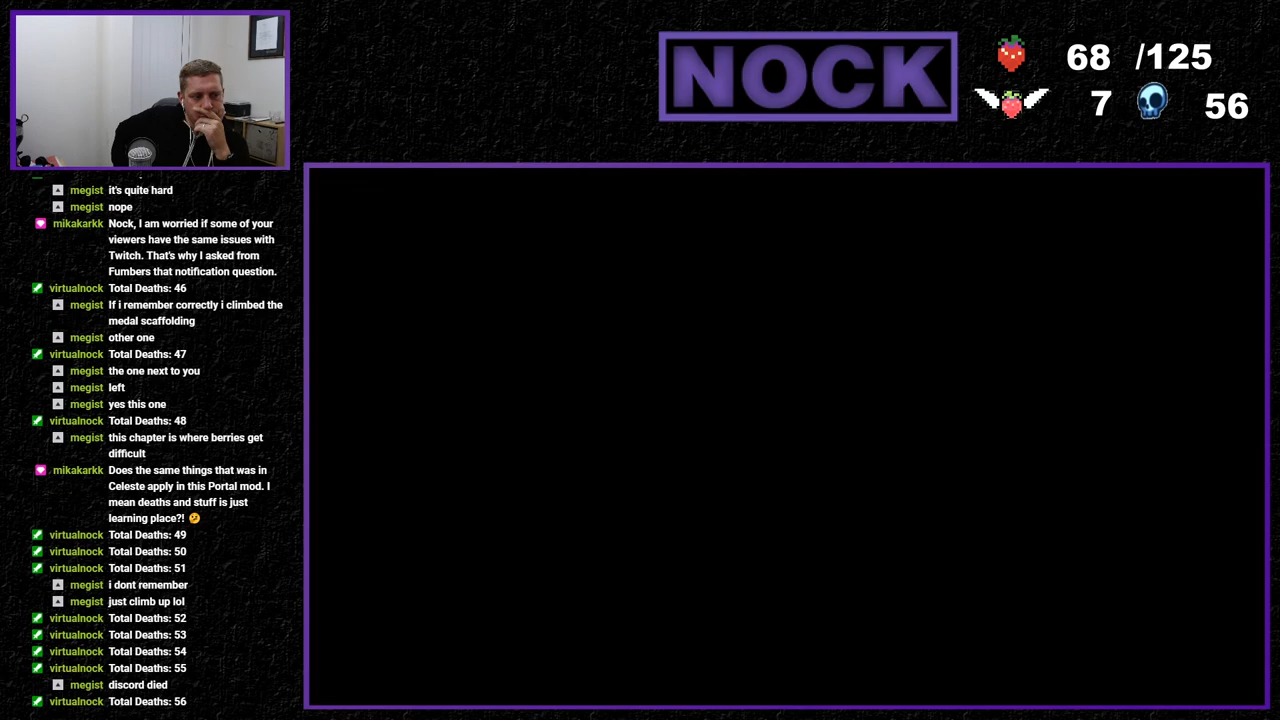 NOCK
68 /125
7 56
megist it's quite hard
megist nope
mikakarkk Nock, I am worried if some of your
viewers have the same issues with
Twitch. That's why I asked from
Fumbers that notification question.
virtualnock Total Deaths: 46
megist If i remember correctly i climbed the
medal scaffolding
megist other one
virtualnock Total Deaths: 47
megist the one next to you
megist left
megist yes this one
virtualnock Total Deaths: 48
megist this chapter is where berries get
difficult
mikakarkk Does the same things that was in
Celeste apply in this Portal mod. I
mean deaths and stuff is just
learning place?! 🤔
virtualnock Total Deaths: 49
virtualnock Total Deaths: 50
virtualnock Total Deaths: 51
megist i dont remember
megist just climb up lol
virtualnock Total Deaths: 52
virtualnock Total Deaths: 53
virtualnock Total Deaths: 54
virtualnock Total Deaths: 55
megist discord died
virtualnock Total Deaths: 56